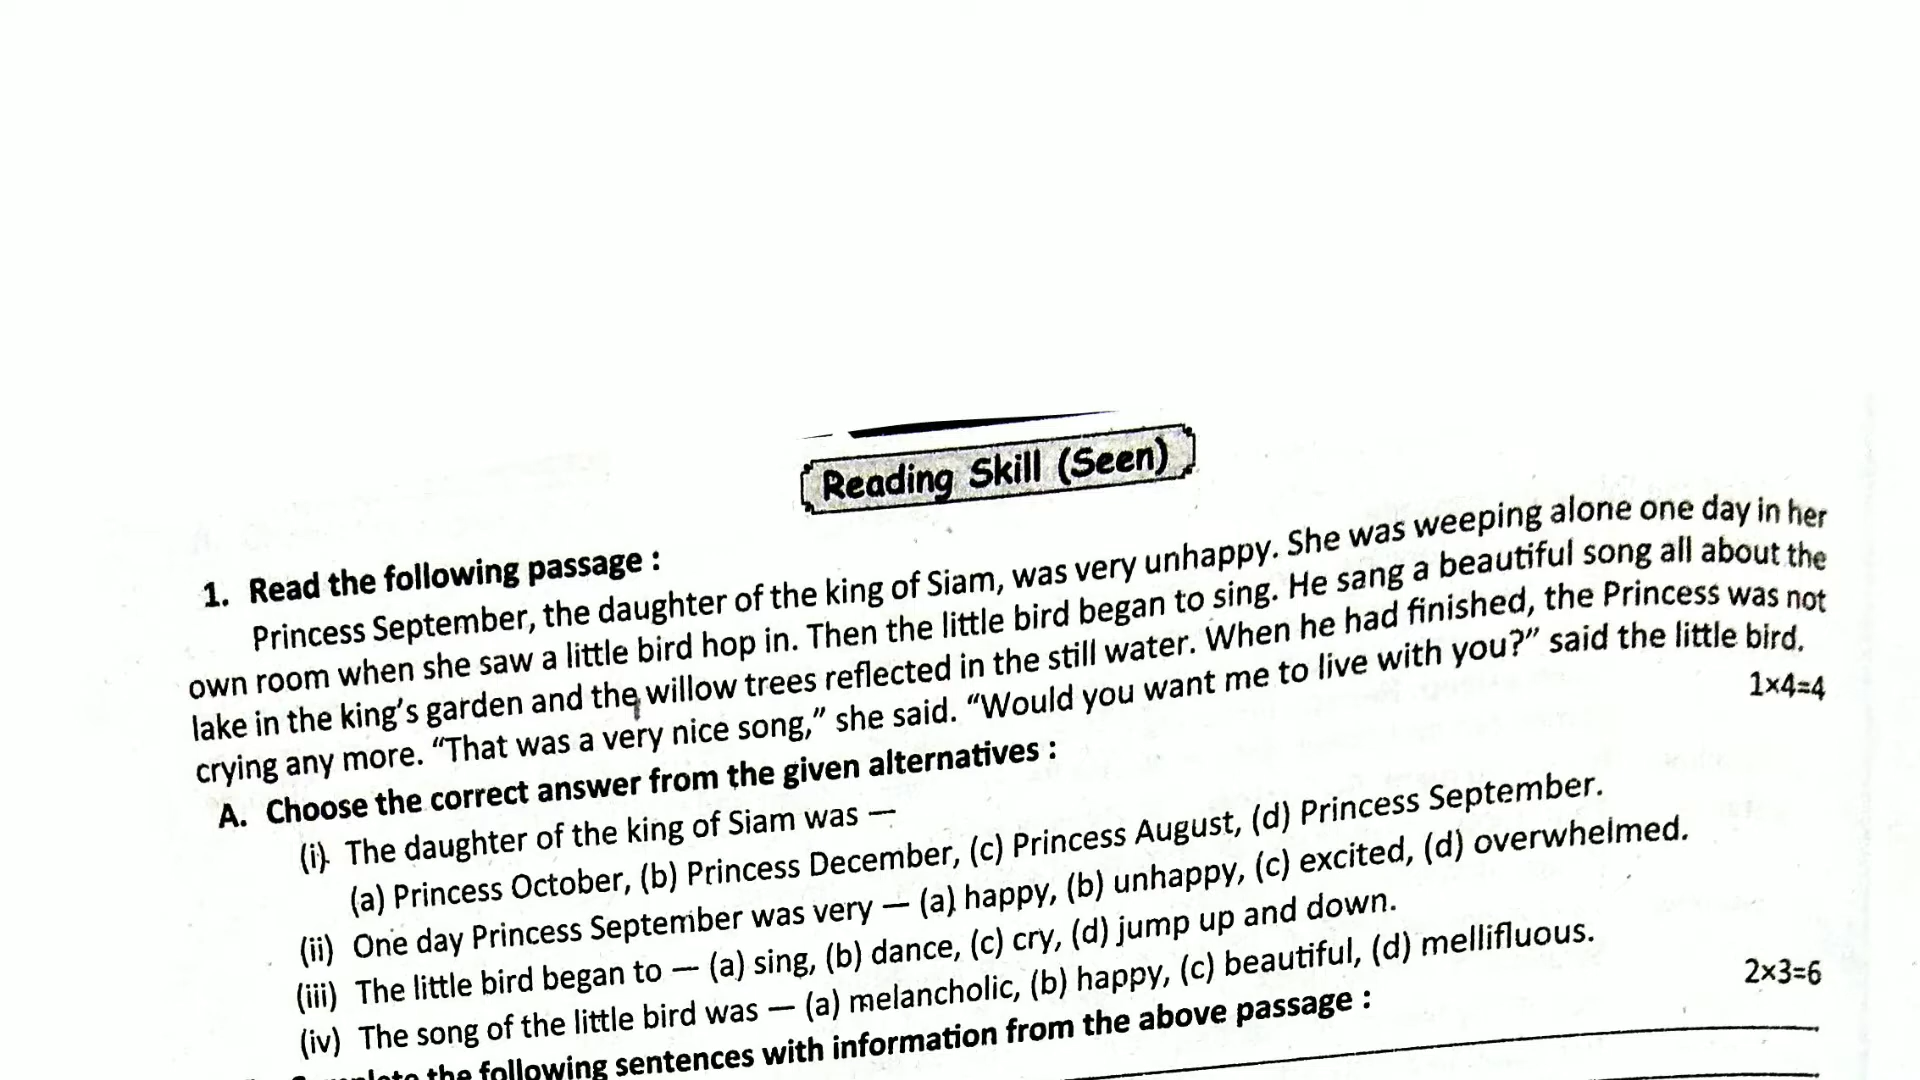 Reading Skill (Seen)
1. Read the following passage :
Princess September, the daughter of the king of Siam, was very unhappy. She was weeping alone one day in her
own room when she saw a little bird hop in. Then the little bird began to sing. He sang a beautiful song all about the
lake in the king's garden and the willow trees reflected in the still water. When he had finished, the Princess was not
crying any more. "That was a very nice song," she said. "Would you want me to live with you?" said the little bird.
A. Choose the correct answer from the given alternatives : 1×4=4
(i) The daughter of the king of Siam was —
(a) Princess October, (b) Princess December, (c) Princess August, (d) Princess September.
(ii) One day Princess September was very — (a) happy, (b) unhappy, (c) excited, (d) overwhelmed.
(iii) The little bird began to — (a) sing, (b) dance, (c) cry, (d) jump up and down.
(iv) The song of the little bird was — (a) melancholic, (b) happy, (c) beautiful, (d) mellifluous.
the following sentences with information from the above passage : 2×3=6